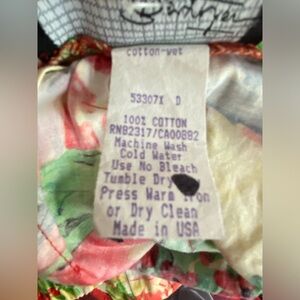 cotton-wet
53307X D
100% COTTON
RN82317/CA00882
Machine Wash
Cold Water
Use No Bleach
Tumble Dry
Press Warm Iron
or Dry Clean
Made in USA